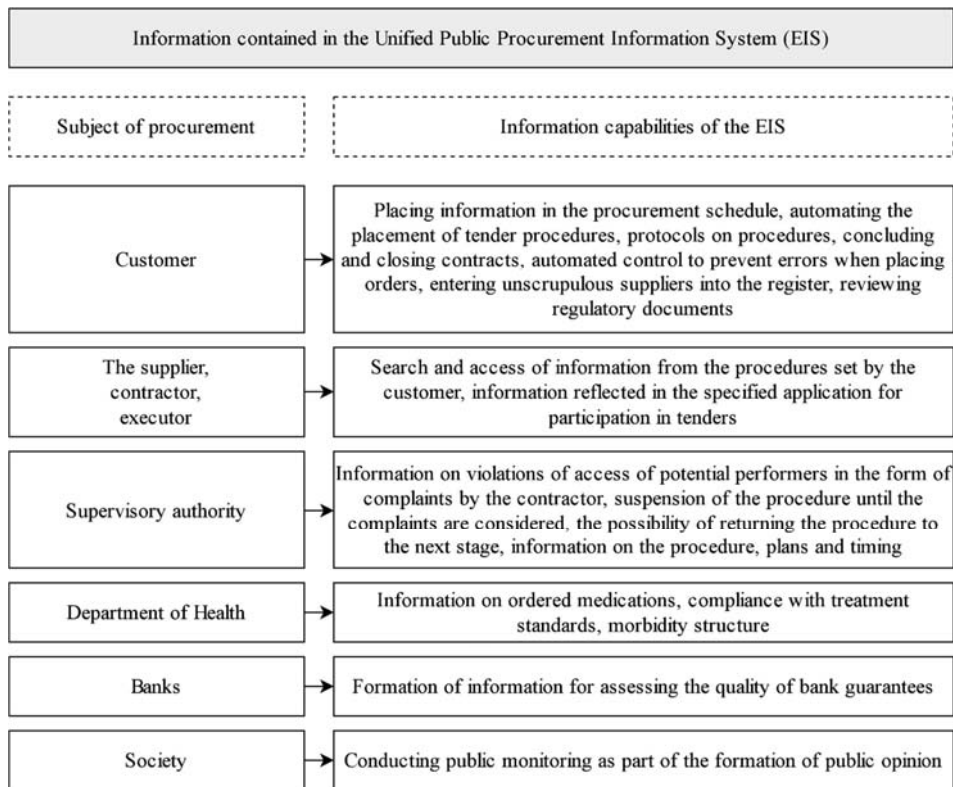 Information contained in the Unified Public Procurement Information System (EIS)
Subject of procurement
Information capabilities of the EIS
Customer
Placing information in the procurement schedule, automating the
placement of tender procedures, protocols on procedures, concluding
and closing contracts, automated control to prevent errors when placing
orders, entering unscrupulous suppliers into the register, reviewing
regulatory documents
The supplier,
contractor,
executor
Search and access of information from the procedures set by the
customer, information reflected in the specified application for
participation in tenders
Supervisory authority
Information on violations of access of potential performers in the form of
complaints by the contractor, suspension of the procedure until the
complaints are considered, the possibility of returning the procedure to
the next stage, information on the procedure, plans and timing
Department of Health
Information on ordered medications, compliance with treatment
standards, morbidity structure
Banks
Formation of information for assessing the quality of bank guarantees
Society
Conducting public monitoring as part of the formation of public opinion